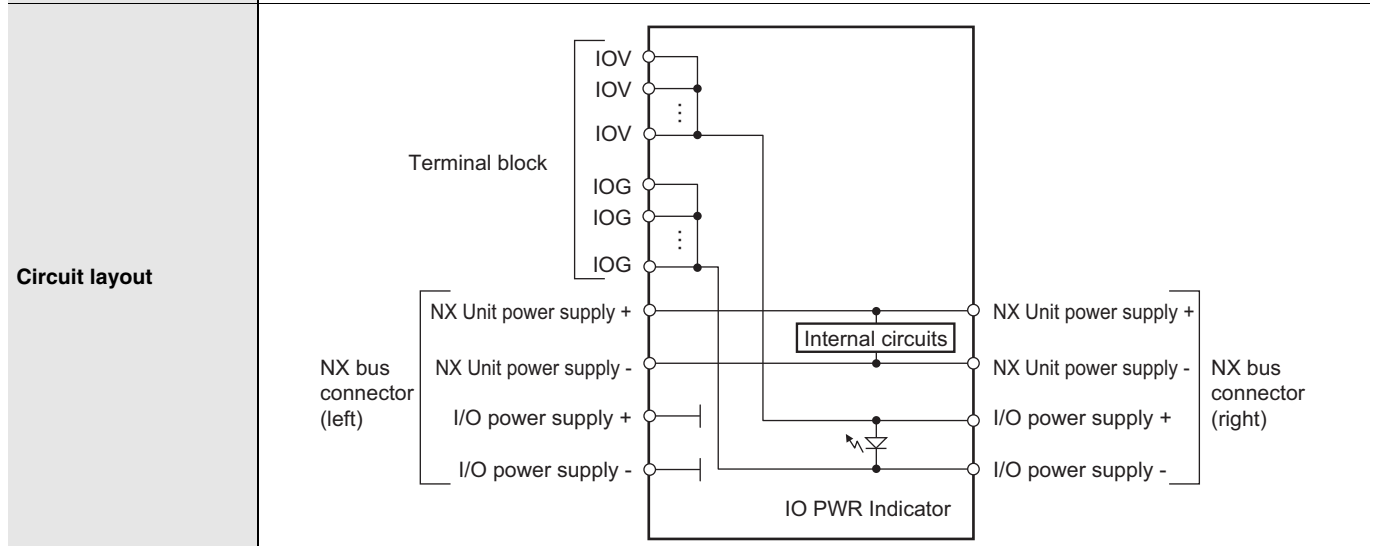 Circuit layout
Terminal block
IOV
IOV
⋮
IOV
IOG
IOG
⋮
IOG
NX bus
connector
(left)
NX Unit power supply +
NX Unit power supply -
I/O power supply +
I/O power supply -
Internal circuits
IO PWR Indicator
NX Unit power supply +
NX Unit power supply -
I/O power supply +
I/O power supply -
NX bus
connector
(right)